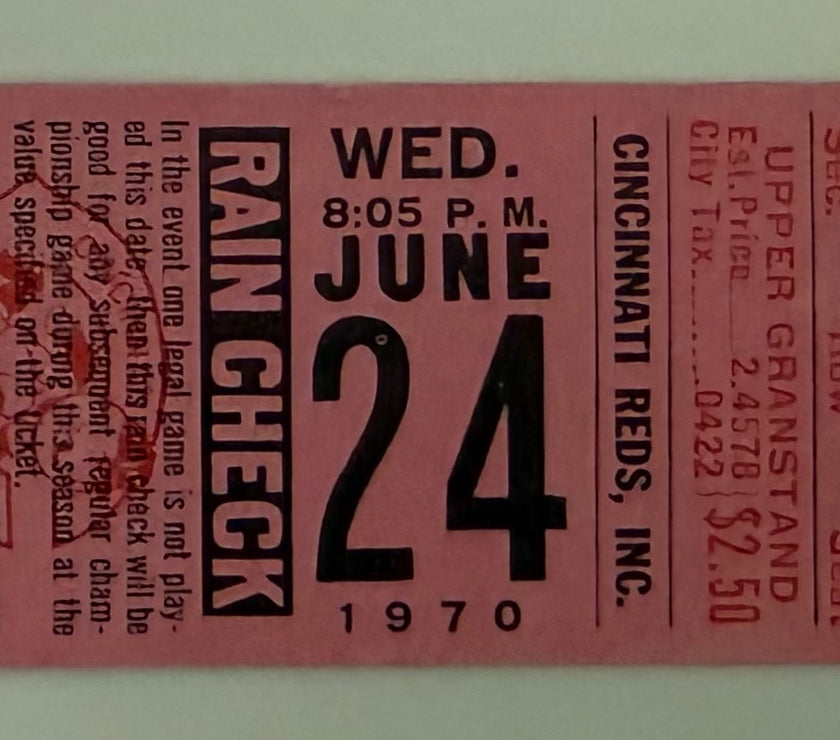 In the event one legal game is not play-
ed this date, then this rain check will be
good for any subsequent regular cham-
pionship game during this season at the
value specified on the ticket.
RAIN CHECK
WED.
8:05 P. M.
JUNE
24
1970
CINCINNATI REDS, INC.
UPPER GRANSTAND
Est. Price 2.4578 $2.50
City Tax .0422